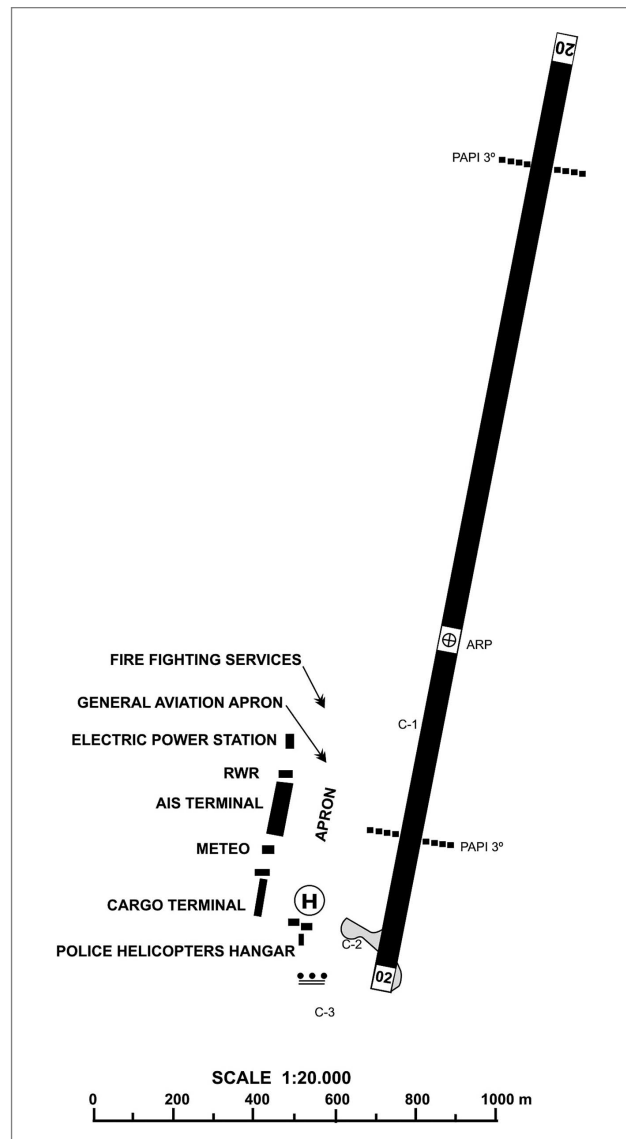 20
PAPI 3º
ARP
FIRE FIGHTING SERVICES
GENERAL AVIATION APRON
C-1
ELECTRIC POWER STATION
RWR
AIS TERMINAL
APRON
METEO
PAPI 3º
CARGO TERMINAL
H
C-2
POLICE HELICOPTERS HANGAR
02
C-3
SCALE 1:20.000
0 200 400 600 800 1000 m